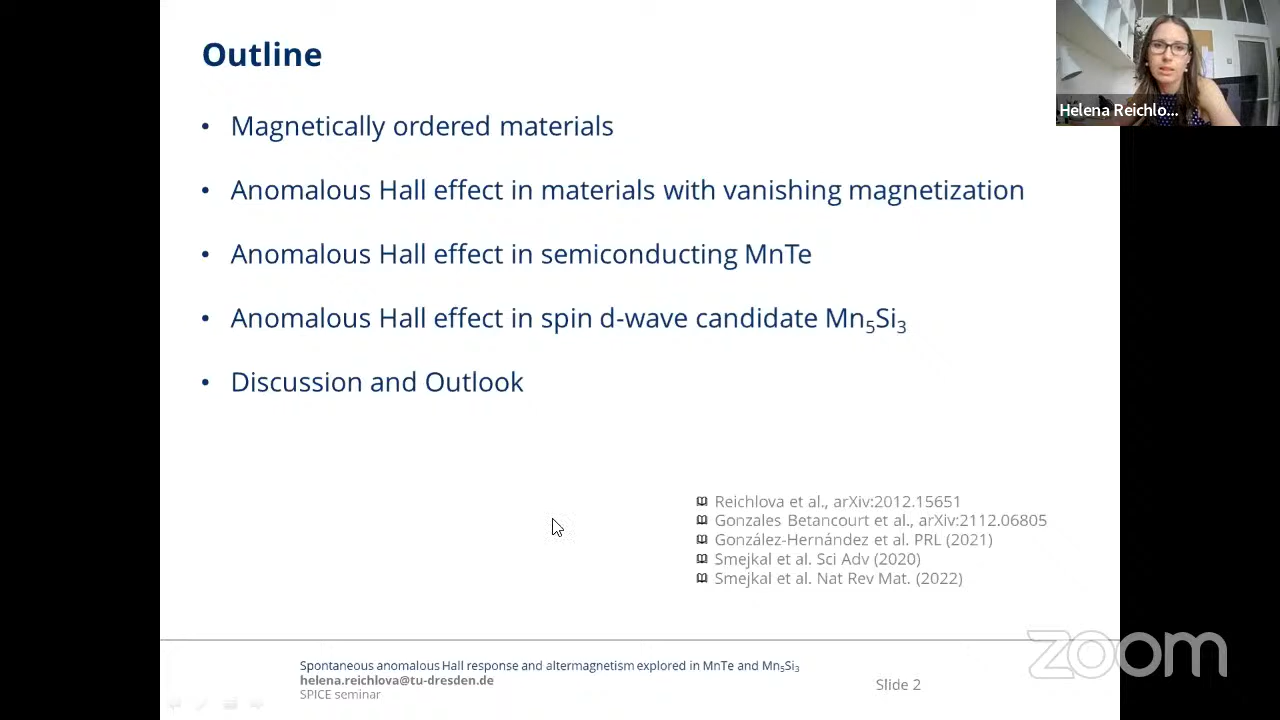 Outline
• Magnetically ordered materials
• Anomalous Hall effect in materials with vanishing magnetization
• Anomalous Hall effect in semiconducting MnTe
• Anomalous Hall effect in spin d-wave candidate Mn₅Si₃
• Discussion and Outlook
Reichlova et al., arXiv:2012.15651
Gonzales Betancourt et al., arXiv:2112.06805
González-Hernández et al. PRL (2021)
Smejkal et al. Sci Adv (2020)
Smejkal et al. Nat Rev Mat. (2022)
Spontaneous anomalous Hall response and altermagnetism explored in MnTe and Mn₅Si₃
helena.reichlova@tu-dresden.de
SPICE seminar
Slide 2
Helena Reichlo...
zoom